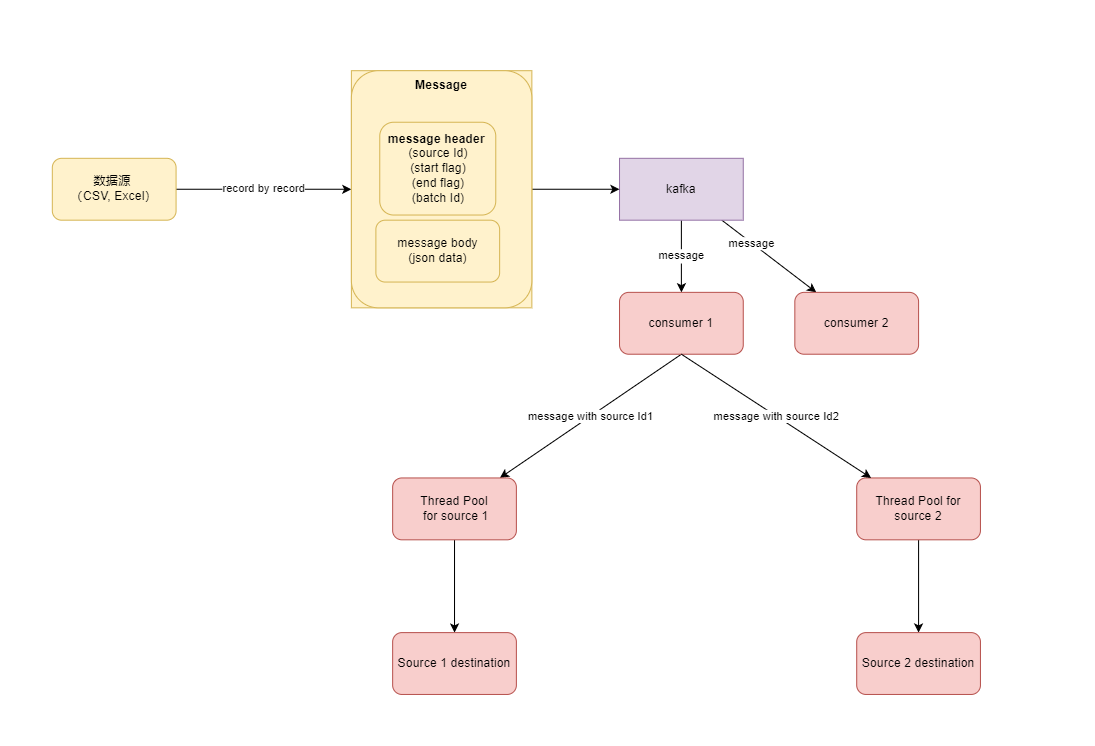 Message
message header
(source Id)
(start flag)
(end flag)
(batch Id)
message body
(json data)
数据源
（CSV, Excel）
record by record
kafka
message
message
consumer 1
consumer 2
message with source Id1
message with source Id2
Thread Pool
for source 1
Thread Pool for
source 2
Source 1 destination
Source 2 destination